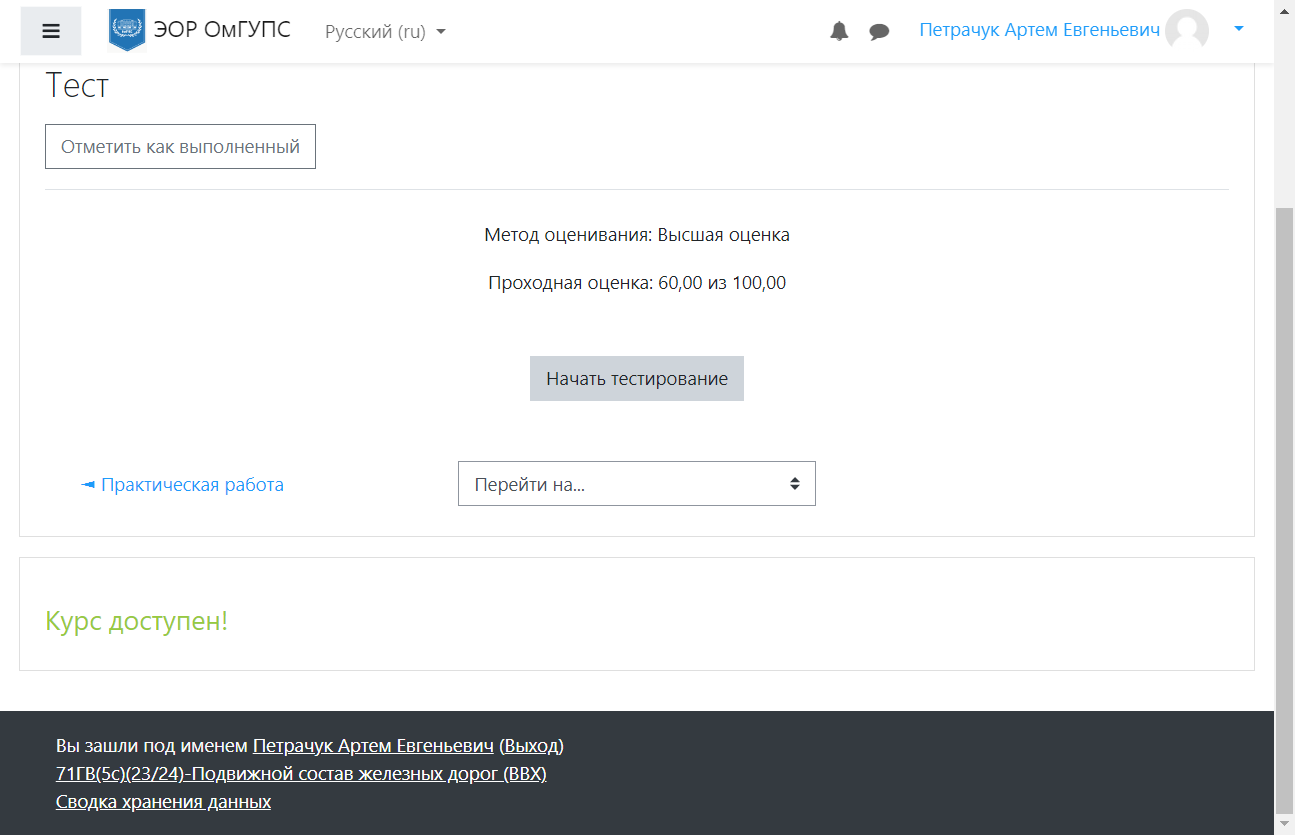 ЭОР ОмГУПС
Русский (ru)
Петрачук Артем Евгеньевич
Тест
Отметить как выполненный
Метод оценивания: Высшая оценка
Проходная оценка: 60,00 из 100,00
Начать тестирование
◄ Практическая работа
Перейти на...
Курс доступен!
Вы зашли под именем Петрачук Артем Евгеньевич (Выход)
71ГВ(5с)(23/24)-Подвижной состав железных дорог (ВВХ)
Сводка хранения данных